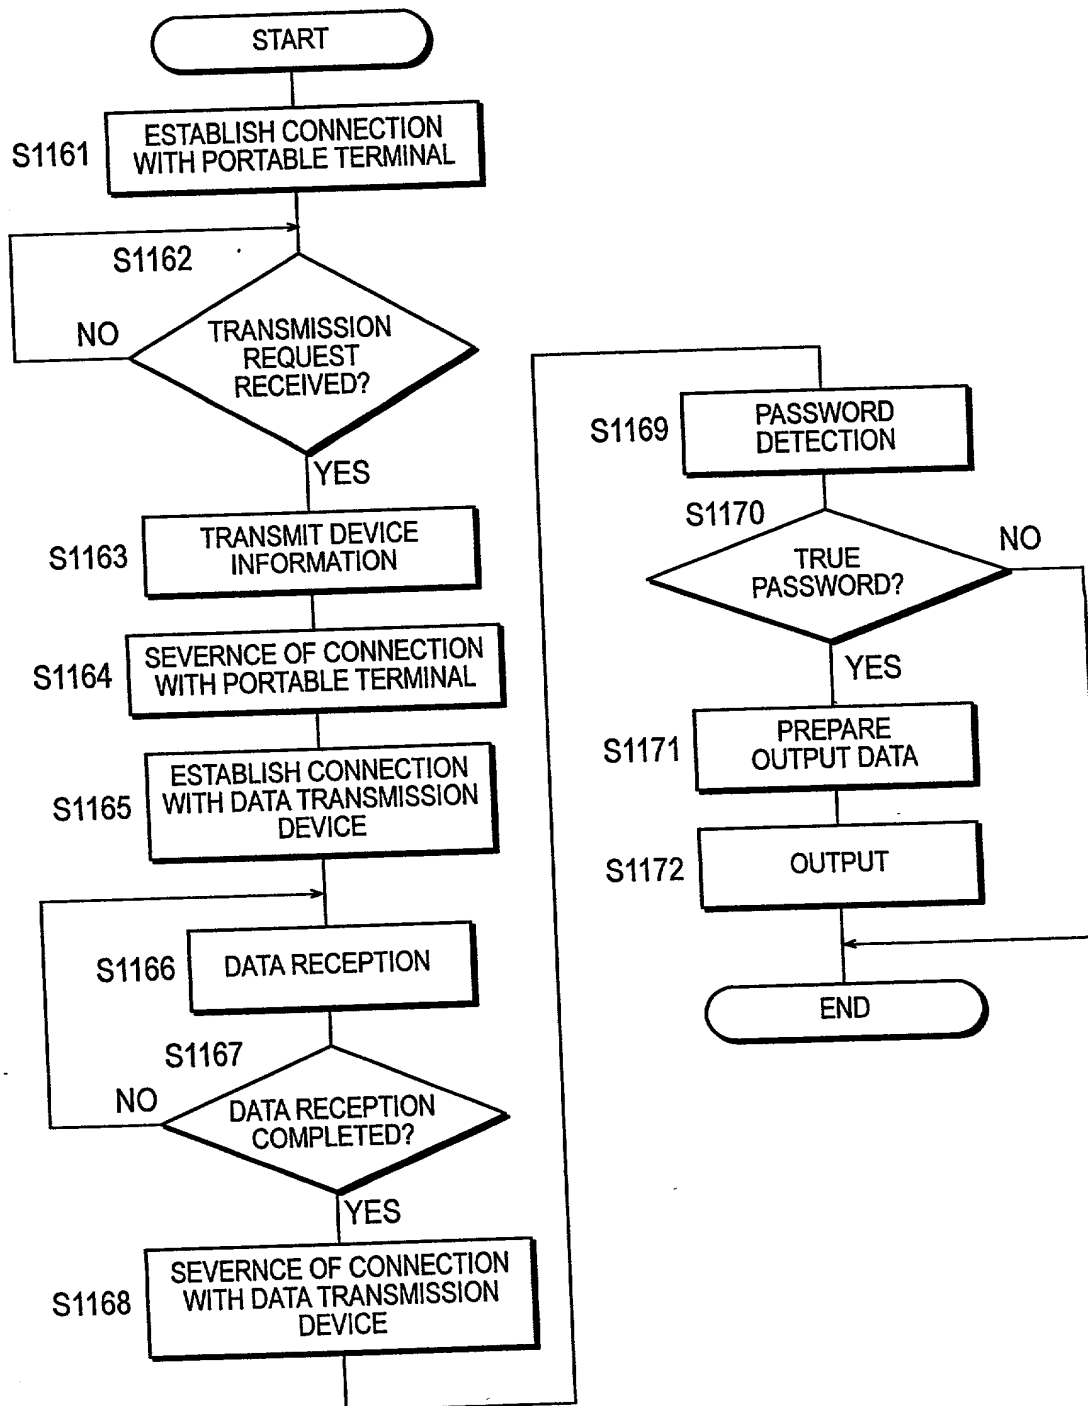 START
S1161
ESTABLISH CONNECTION
WITH PORTABLE TERMINAL
S1162
NO
TRANSMISSION
REQUEST
RECEIVED?
YES
S1163
TRANSMIT DEVICE
INFORMATION
S1164
SEVERNCE OF CONNECTION
WITH PORTABLE TERMINAL
S1165
ESTABLISH CONNECTION
WITH DATA TRANSMISSION
DEVICE
S1166
DATA RECEPTION
S1167
NO
DATA RECEPTION
COMPLETED?
YES
S1168
SEVERNCE OF CONNECTION
WITH DATA TRANSMISSION
DEVICE
S1169
PASSWORD
DETECTION
S1170
NO
TRUE
PASSWORD?
YES
S1171
PREPARE
OUTPUT DATA
S1172
OUTPUT
END